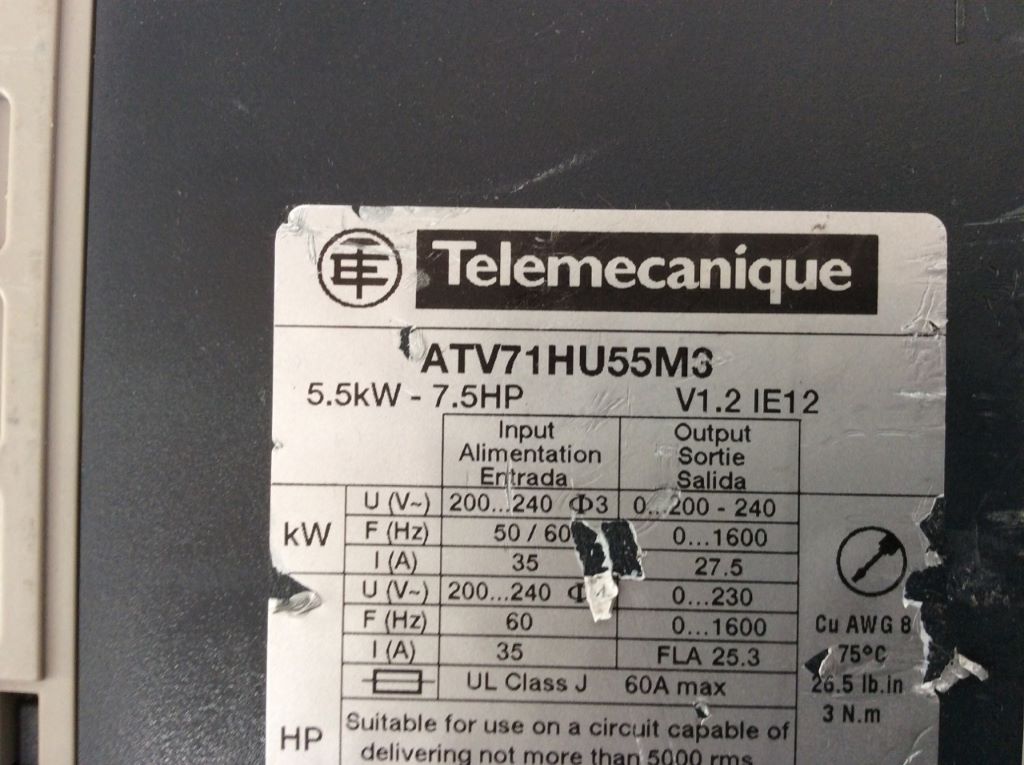 Telemecanique
ATV71HU55M3
5.5kW - 7.5HP V1.2 IE12
Input Output
Alimentation Sortie
Entrada Salida
kW
U (V~) 200...240 Φ3 0...200 - 240
F (Hz) 50 / 60 0...1600
I (A) 35 27.5
HP
U (V~) 200...240 0...230
F (Hz) 60 0...1600
I (A) 35 FLA 25.3
UL Class J 60A max
Suitable for use on a circuit capable of
delivering not more than 5000 rms
Cu AWG 8
75°C
26.5 lb.in
3 N.m